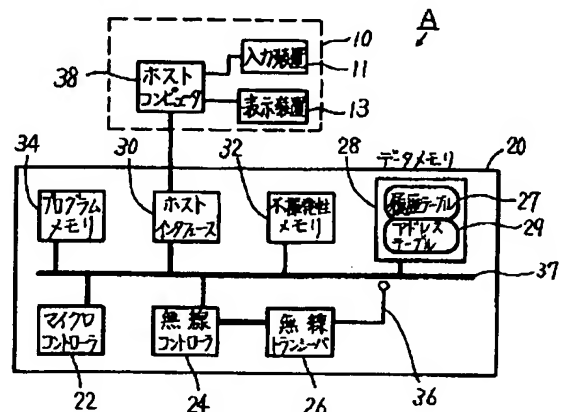 A
10
38
ホスト
コンピュータ
入力装置
11
表示装置
13
34
30
32
28
データメモリ
20
プログラム
メモリ
ホスト
インタフェース
不揮発性
メモリ
テーブル
27
アドレス
テーブル
29
37
マイクロ
コントローラ
無線
コントローラ
無線
トランシーバ
22
24
26
36